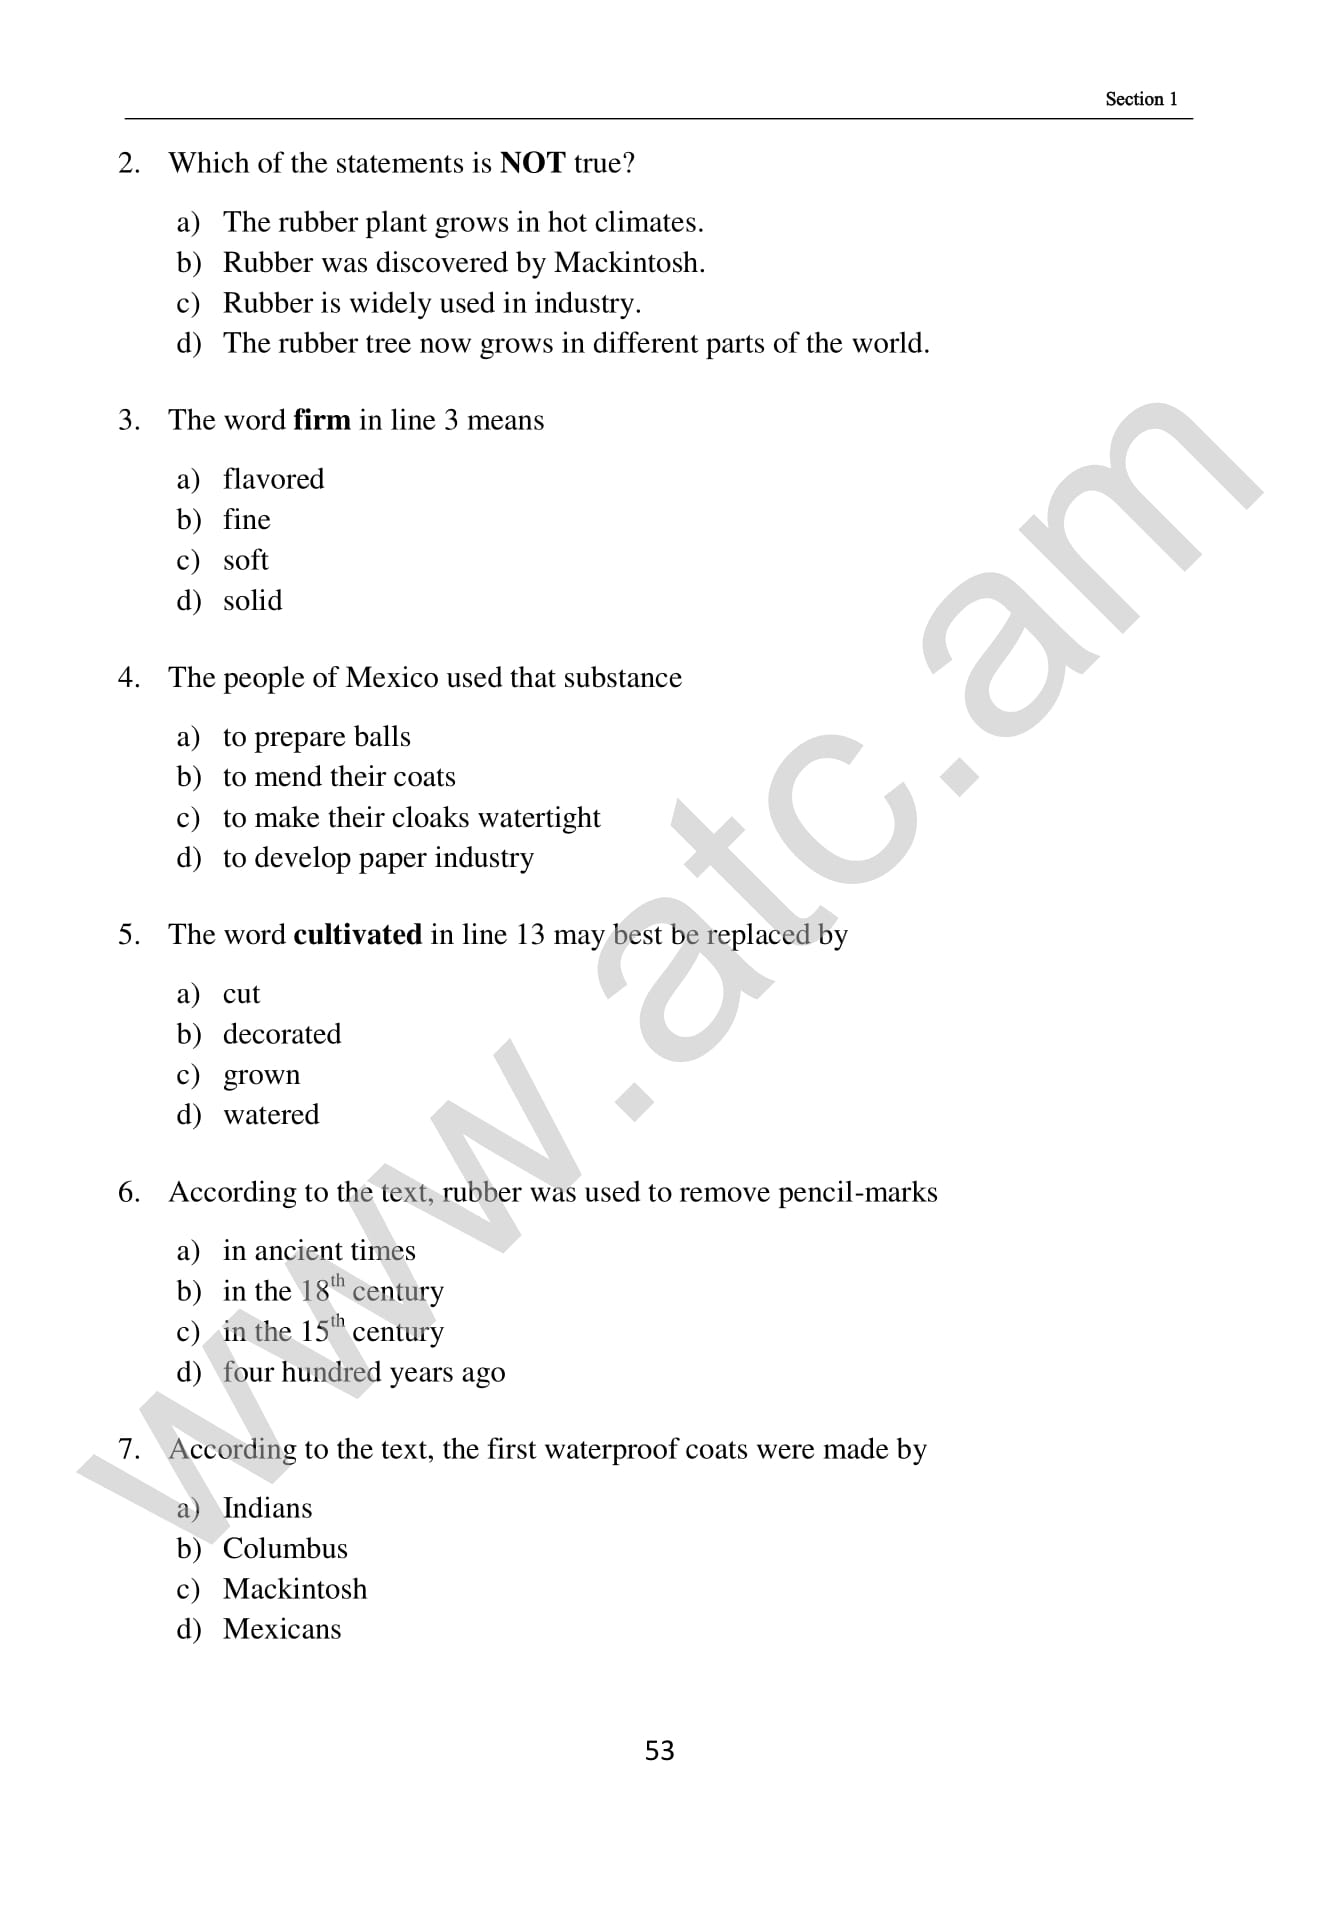 Section 1
2. Which of the statements is NOT true?
a) The rubber plant grows in hot climates.
b) Rubber was discovered by Mackintosh.
c) Rubber is widely used in industry.
d) The rubber tree now grows in different parts of the world.
3. The word firm in line 3 means
a) flavored
b) fine
c) soft
d) solid
4. The people of Mexico used that substance
a) to prepare balls
b) to mend their coats
c) to make their cloaks watertight
d) to develop paper industry
5. The word cultivated in line 13 may best be replaced by
a) cut
b) decorated
c) grown
d) watered
6. According to the text, rubber was used to remove pencil-marks
a) in ancient times
b) in the 18th century
c) in the 15th century
d) four hundred years ago
7. According to the text, the first waterproof coats were made by
a) Indians
b) Columbus
c) Mackintosh
d) Mexicans
53
www.atc.am